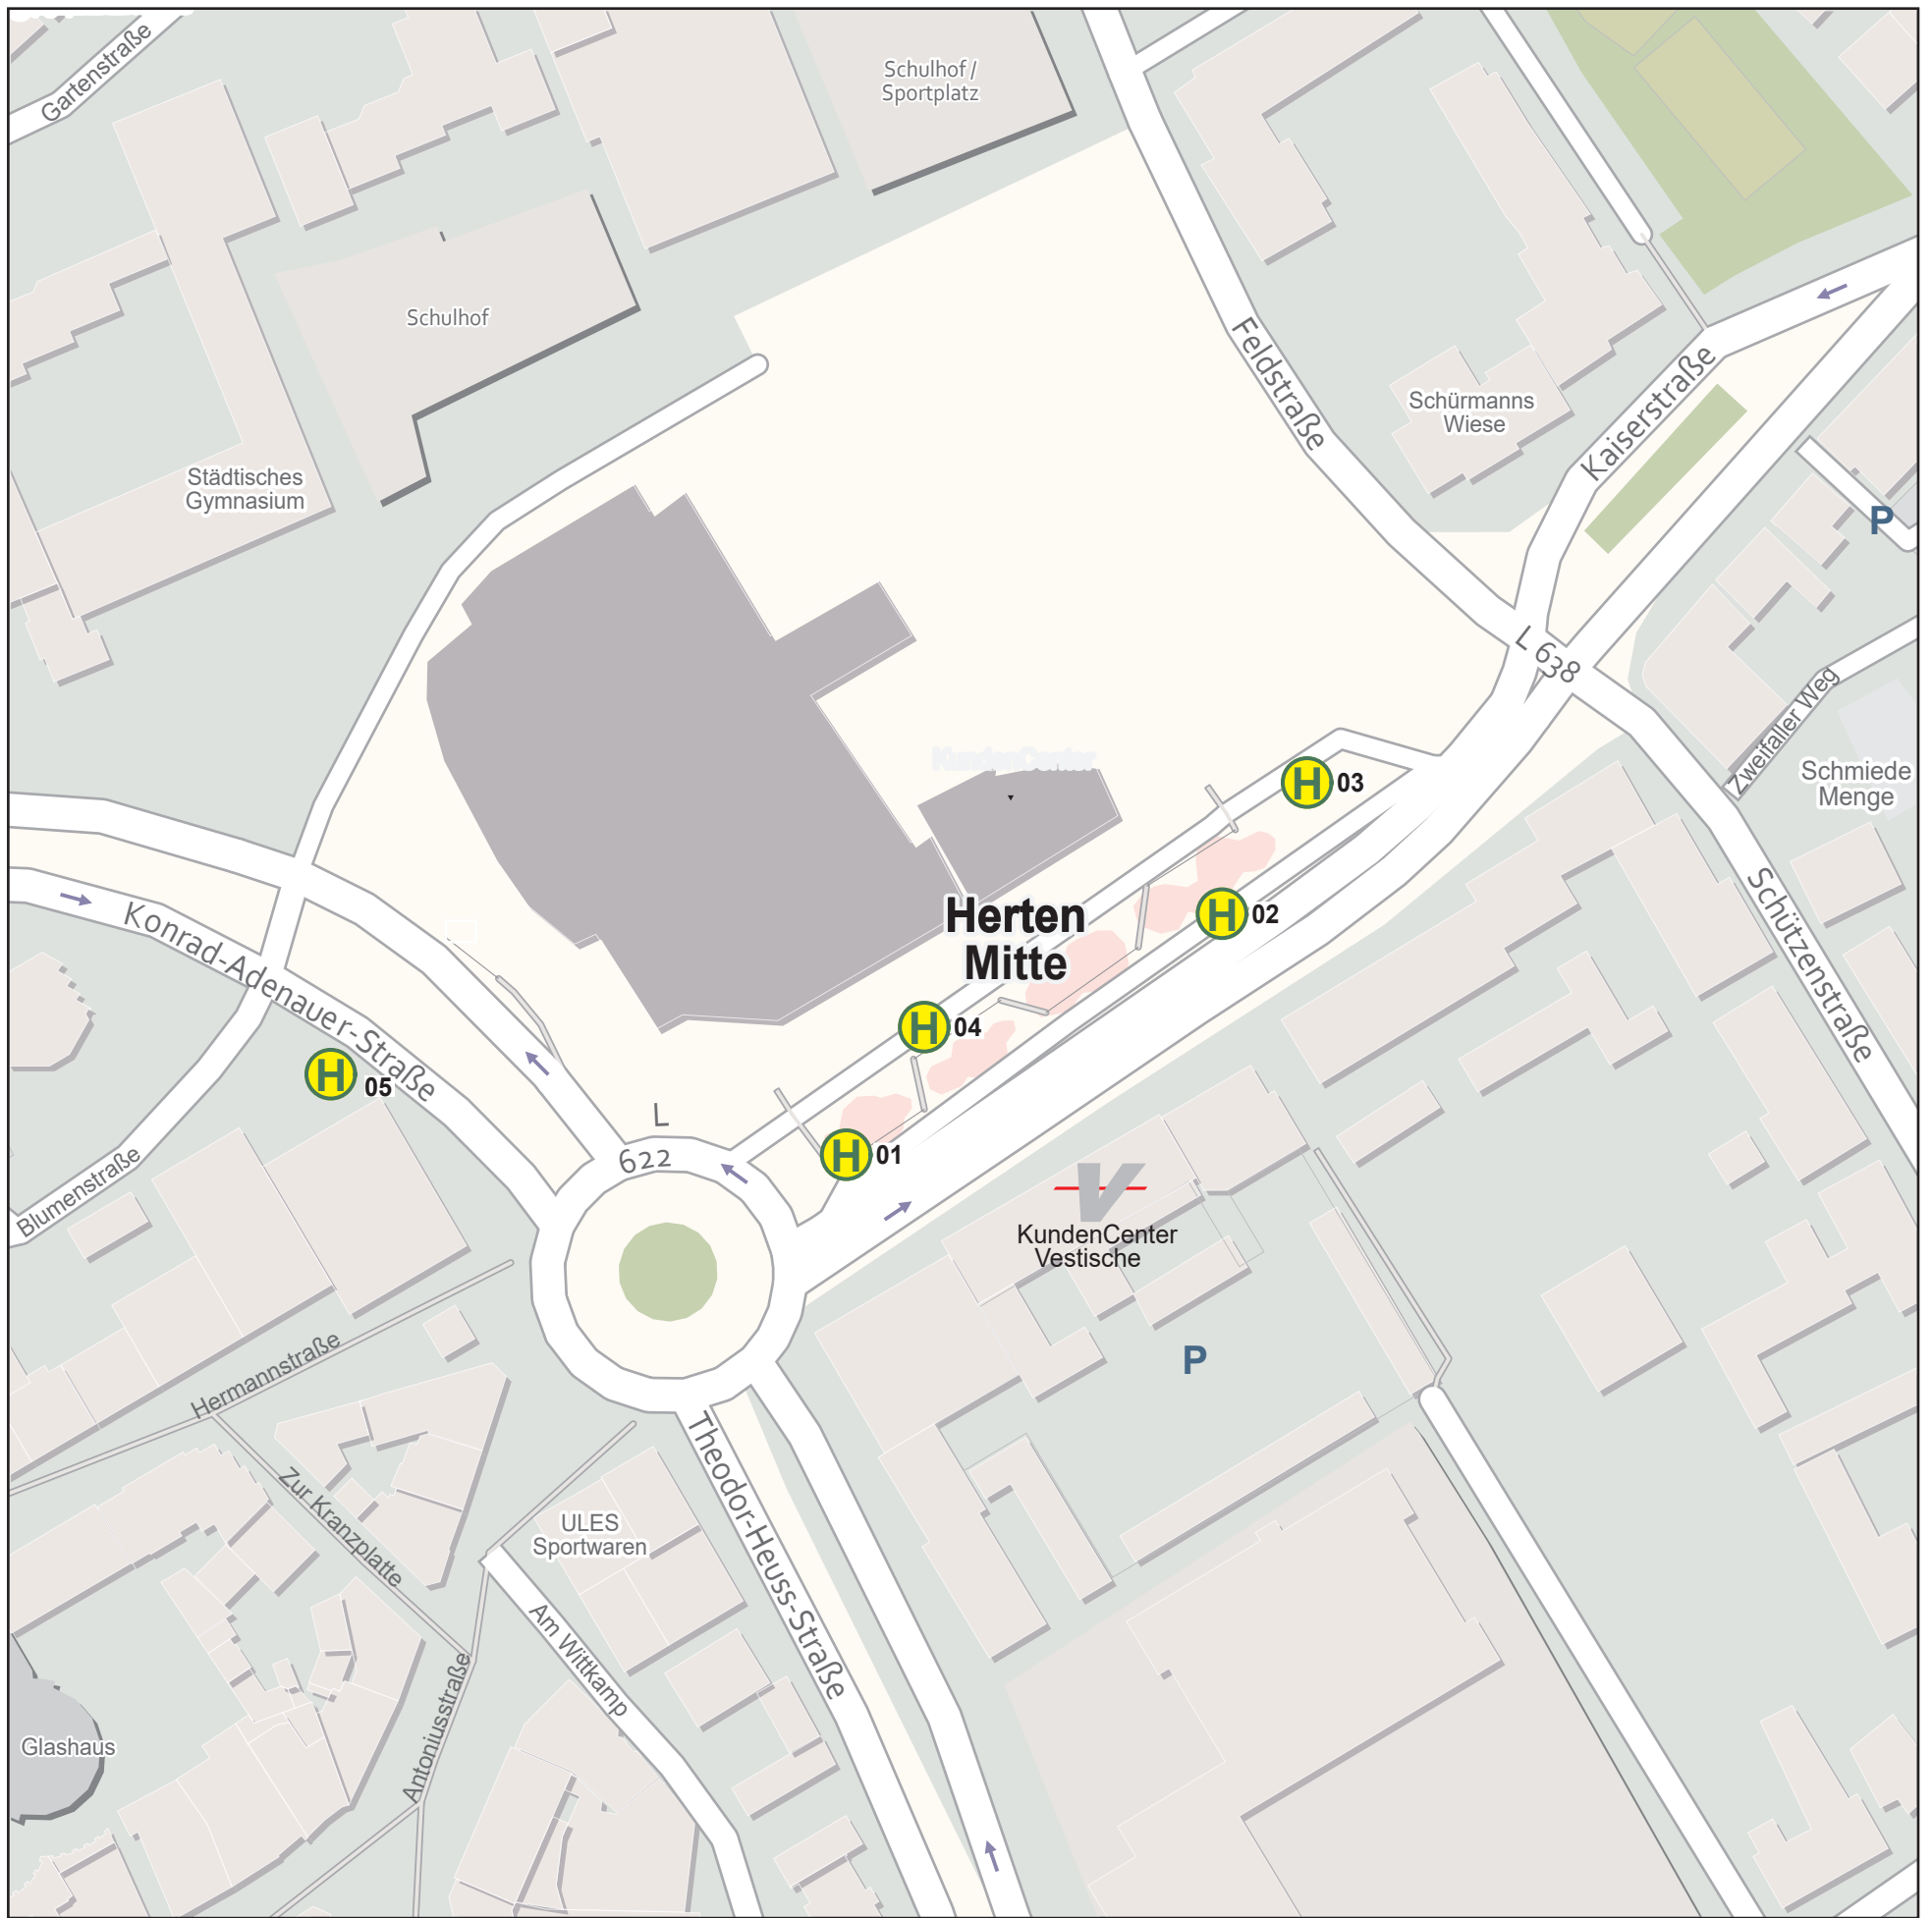 Gartenstraße
Schulhof /
Sportplatz
Schulhof
Feldstraße
Kaiserstraße
Schürmanns
Wiese
Städtisches
Gymnasium
P
L 638
Zweifaller Weg
KundenCenter
H 03
Schmiede
Menge
Herten
Mitte
H 02
Konrad-Adenauer-Straße
Schützenstraße
H 04
H 05
L
622
H 01
Blumenstraße
V
KundenCenter
Vestische
P
Hermannstraße
Zur Kranzplatte
Theodor-Heuss-Straße
ULES
Sportwaren
Am Wittkamp
Antoniusstraße
Glashaus